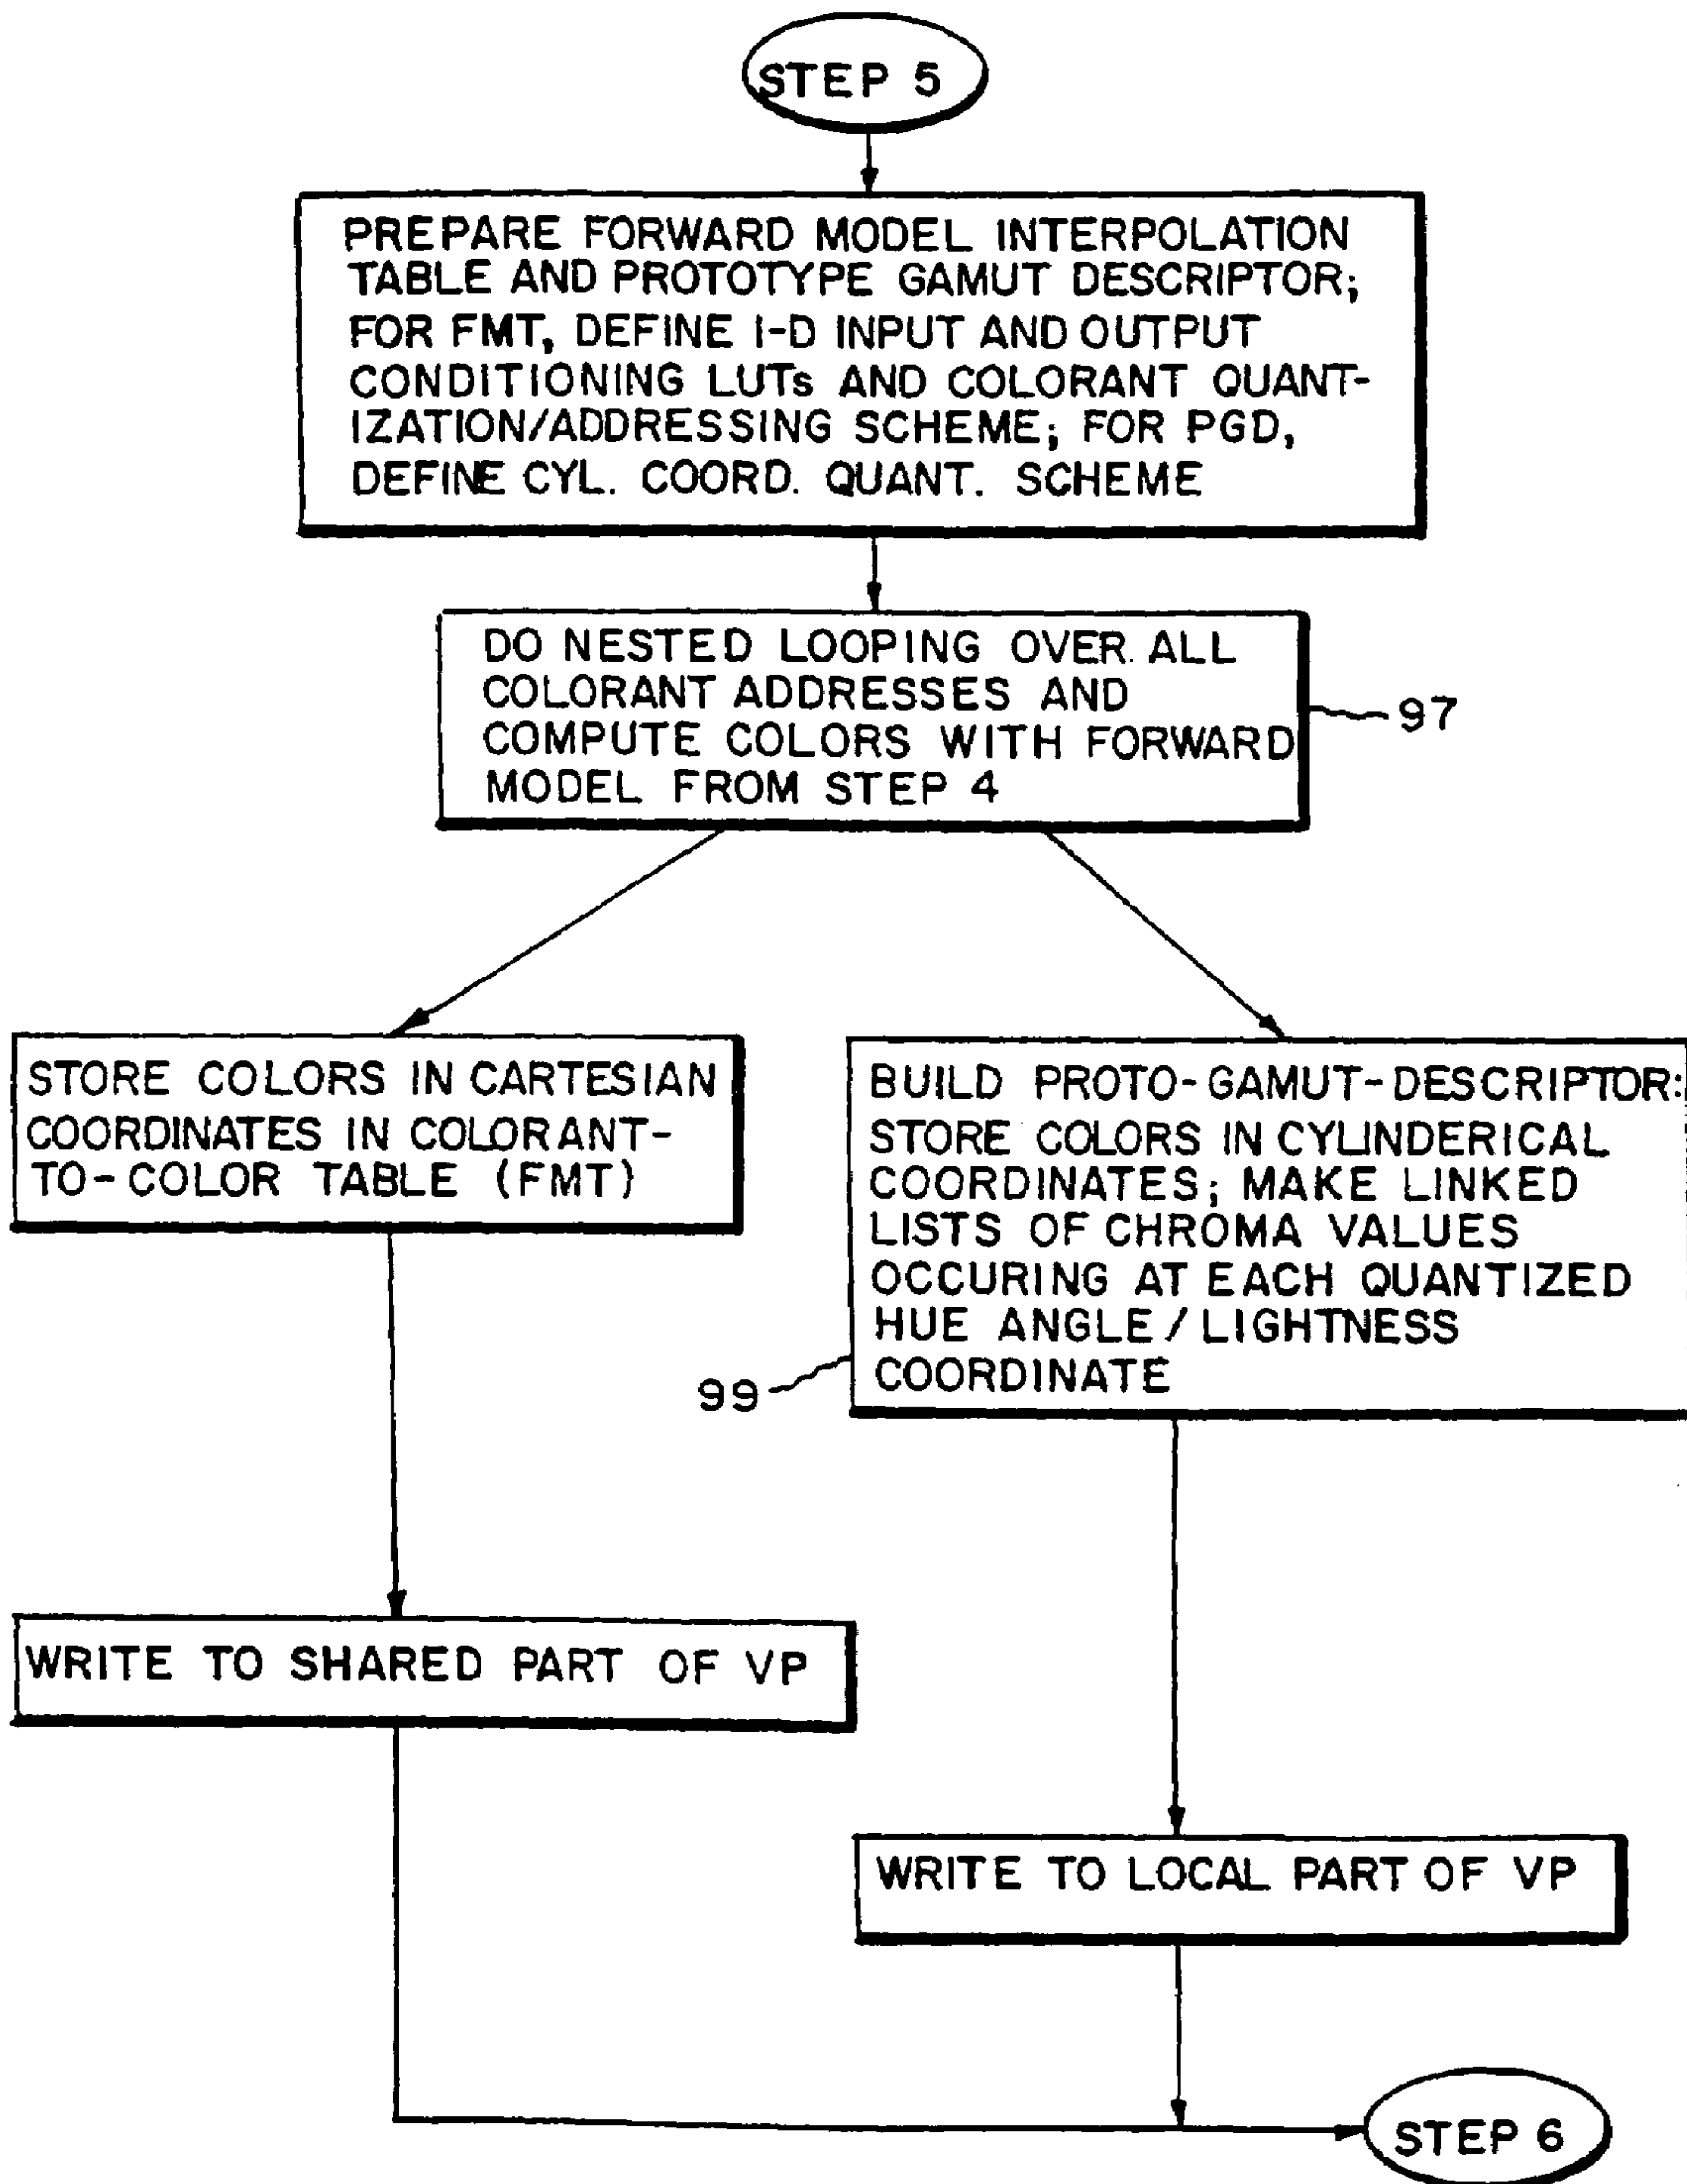 STEP 5
PREPARE FORWARD MODEL INTERPOLATION
TABLE AND PROTOTYPE GAMUT DESCRIPTOR;
FOR FMT, DEFINE 1-D INPUT AND OUTPUT
CONDITIONING LUTs AND COLORANT QUANT-
IZATION/ADDRESSING SCHEME; FOR PGD,
DEFINE CYL. COORD. QUANT. SCHEME
DO NESTED LOOPING OVER ALL
COLORANT ADDRESSES AND
COMPUTE COLORS WITH FORWARD
MODEL FROM STEP 4
97
STORE COLORS IN CARTESIAN
COORDINATES IN COLORANT-
TO-COLOR TABLE (FMT)
BUILD PROTO-GAMUT-DESCRIPTOR:
STORE COLORS IN CYLINDERICAL
COORDINATES; MAKE LINKED
LISTS OF CHROMA VALUES
OCCURING AT EACH QUANTIZED
HUE ANGLE/LIGHTNESS
COORDINATE
99
WRITE TO SHARED PART OF VP
WRITE TO LOCAL PART OF VP
STEP 6